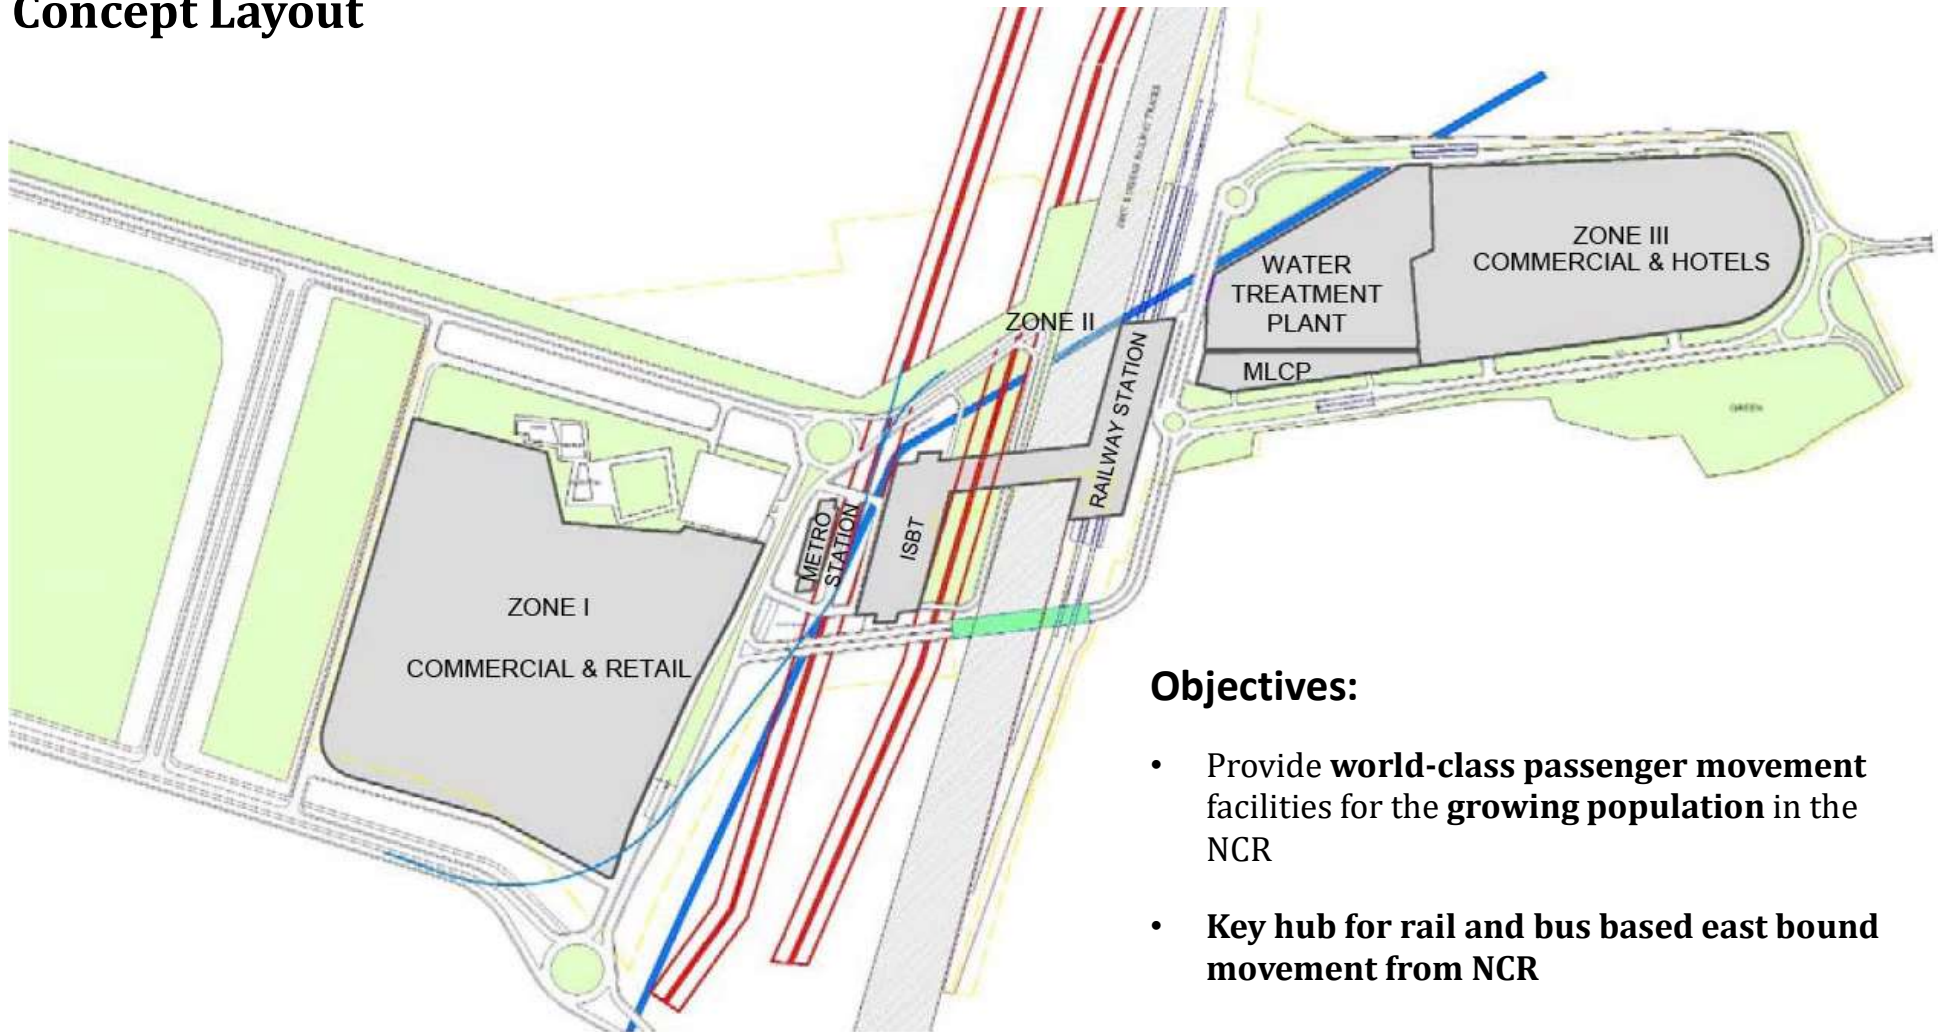 Concept Layout
ZONE III
COMMERCIAL & HOTELS
WATER
TREATMENT
PLANT
MLCP
ZONE II
RAILWAY STATION
GREEN
METRO
STATION
ISBT
ZONE I
COMMERCIAL & RETAIL
Objectives:
• Provide world-class passenger movement
facilities for the growing population in the
NCR
• Key hub for rail and bus based east bound
movement from NCR